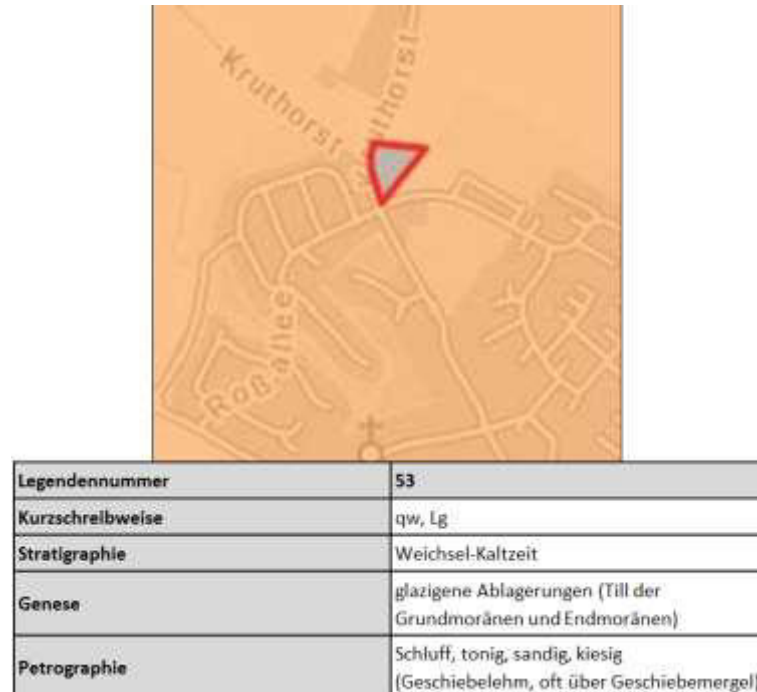 Kruthorst
uthorst
Roßallee
Legendennummer 53
Kurzschreibweise qw, Lg
Stratigraphie Weichsel-Kaltzeit
Genese glazigene Ablagerungen (Till der
Grundmoränen und Endmoränen)
Petrographie Schluff, tonig, sandig, kiesig
(Geschiebelehm, oft über Geschiebemergel)